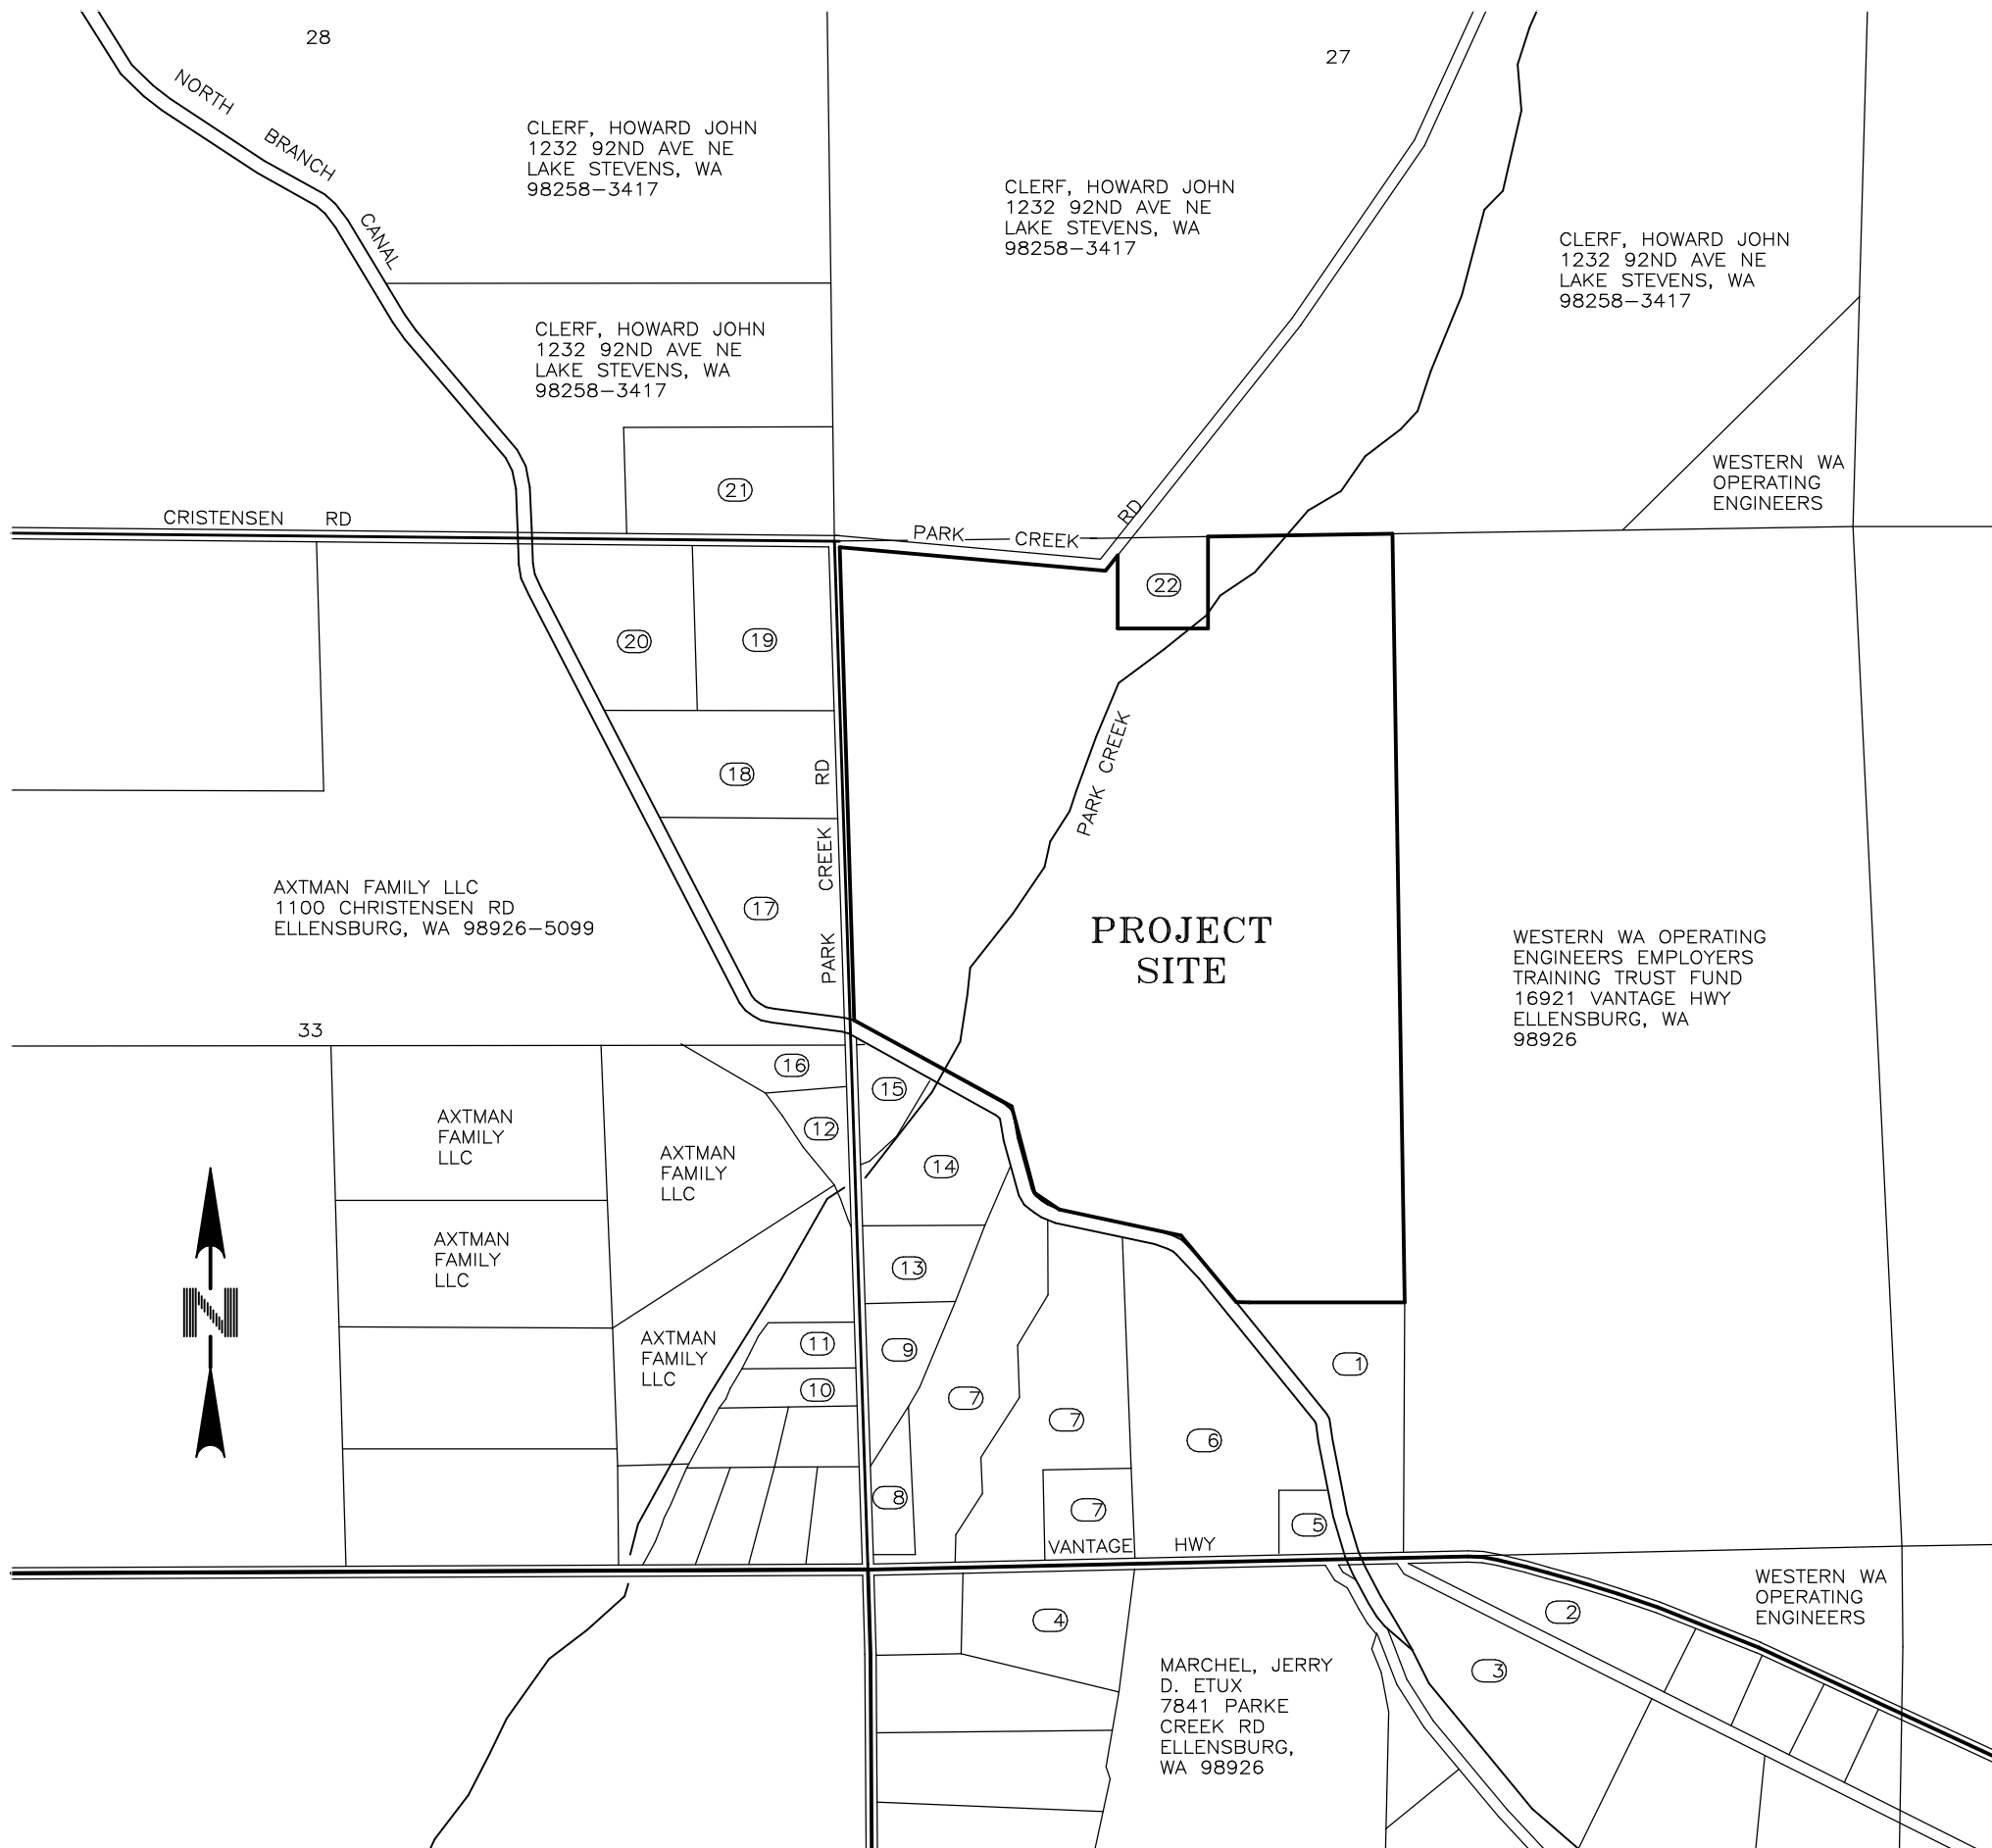 28
27
NORTH BRANCH CANAL
CLERF, HOWARD JOHN
1232 92ND AVE NE
LAKE STEVENS, WA
98258-3417
CLERF, HOWARD JOHN
1232 92ND AVE NE
LAKE STEVENS, WA
98258-3417
CLERF, HOWARD JOHN
1232 92ND AVE NE
LAKE STEVENS, WA
98258-3417
CLERF, HOWARD JOHN
1232 92ND AVE NE
LAKE STEVENS, WA
98258-3417
WESTERN WA
OPERATING
ENGINEERS
21
CRISTENSEN RD
PARK CREEK RD
22
20
19
18
17
PARK CREEK RD
PARK CREEK
PROJECT
SITE
AXTMAN FAMILY LLC
1100 CHRISTENSEN RD
ELLENSBURG, WA 98926-5099
WESTERN WA OPERATING
ENGINEERS EMPLOYERS
TRAINING TRUST FUND
16921 VANTAGE HWY
ELLENSBURG, WA
98926
33
16
15
12
14
13
AXTMAN
FAMILY
LLC
AXTMAN
FAMILY
LLC
AXTMAN
FAMILY
LLC
AXTMAN
FAMILY
LLC
N
11
10
9
7
7
6
1
8
7
5
VANTAGE HWY
4
2
3
WESTERN WA
OPERATING
ENGINEERS
MARCHEL, JERRY
D. ETUX
7841 PARKE
CREEK RD
ELLENSBURG,
WA 98926